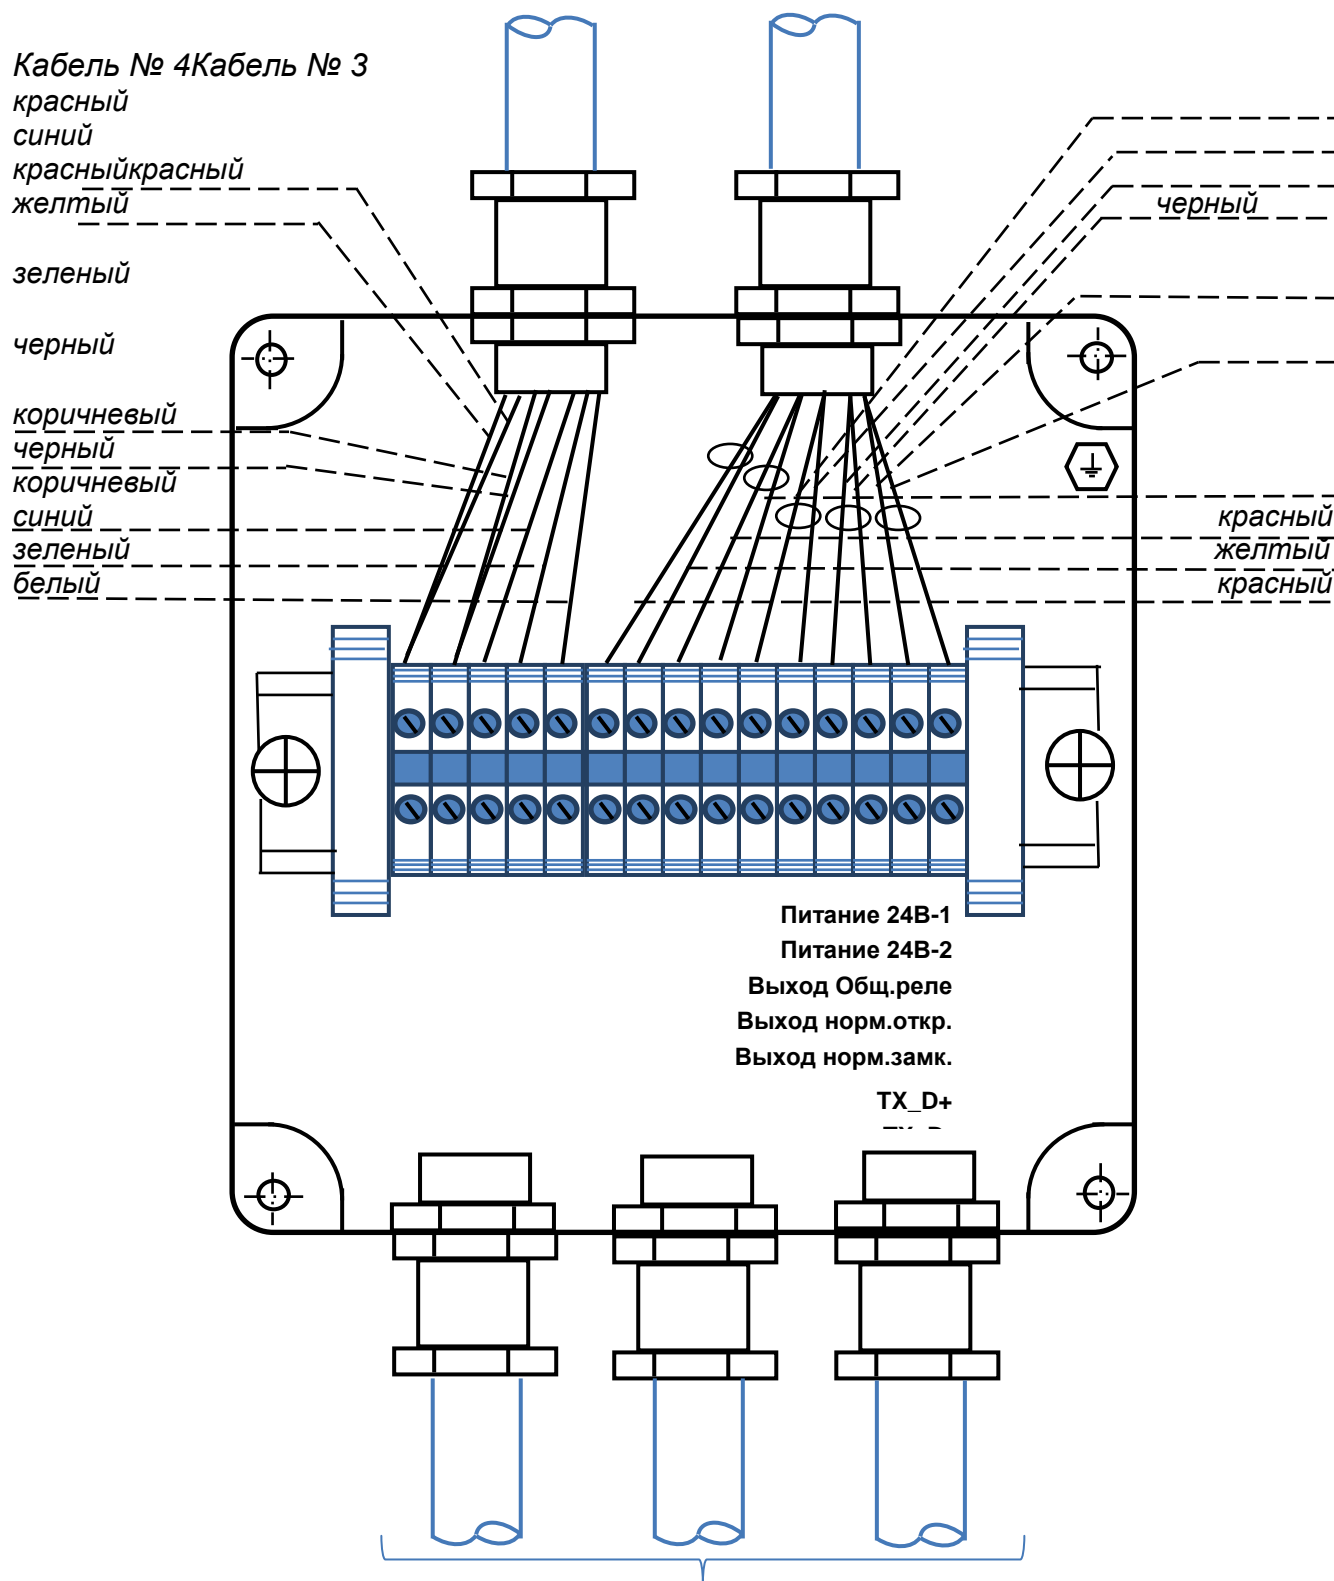 Кабель № 4Кабель № 3
красный
синий
красныйкрасный
желтый
черный
зеленый
черный
коричневый
черный
коричневый
синий
зеленый
белый
красный
желтый
красный
Питание 24В-1
Питание 24В-2
Выход Общ.реле
Выход норм.откр.
Выход норм.замк.
TX_D+